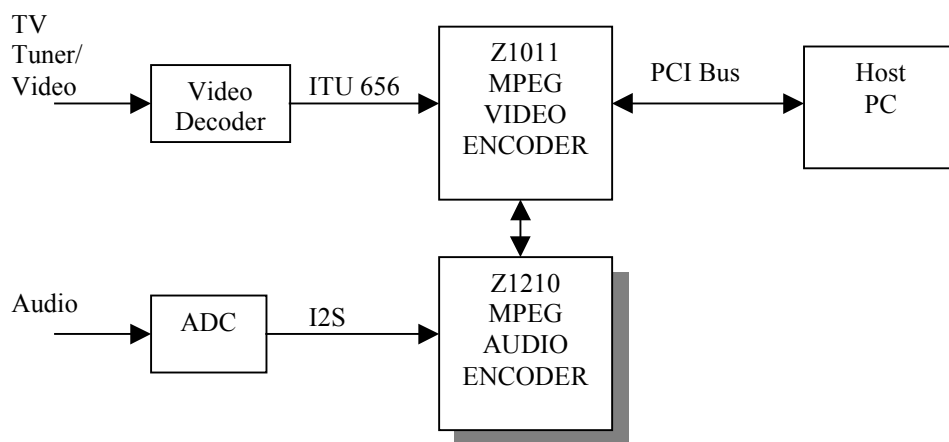 TV
Tuner/
Video
Video
Decoder
ITU 656
Z1011
MPEG
VIDEO
ENCODER
PCI Bus
Host
PC
Audio
ADC
I2S
Z1210
MPEG
AUDIO
ENCODER